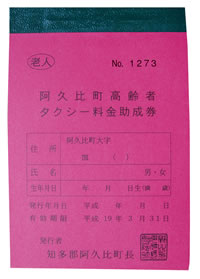 老人
No. 1273
阿久比町高齢者
タクシー料金助成券
住所 阿久比町大字
( )
氏名 男・女
生年月日 年 月 日生( 歳)
発行年月日 平成 年 月 日
有効期限 平成19年3月31日
発行者
知多郡阿久比町長